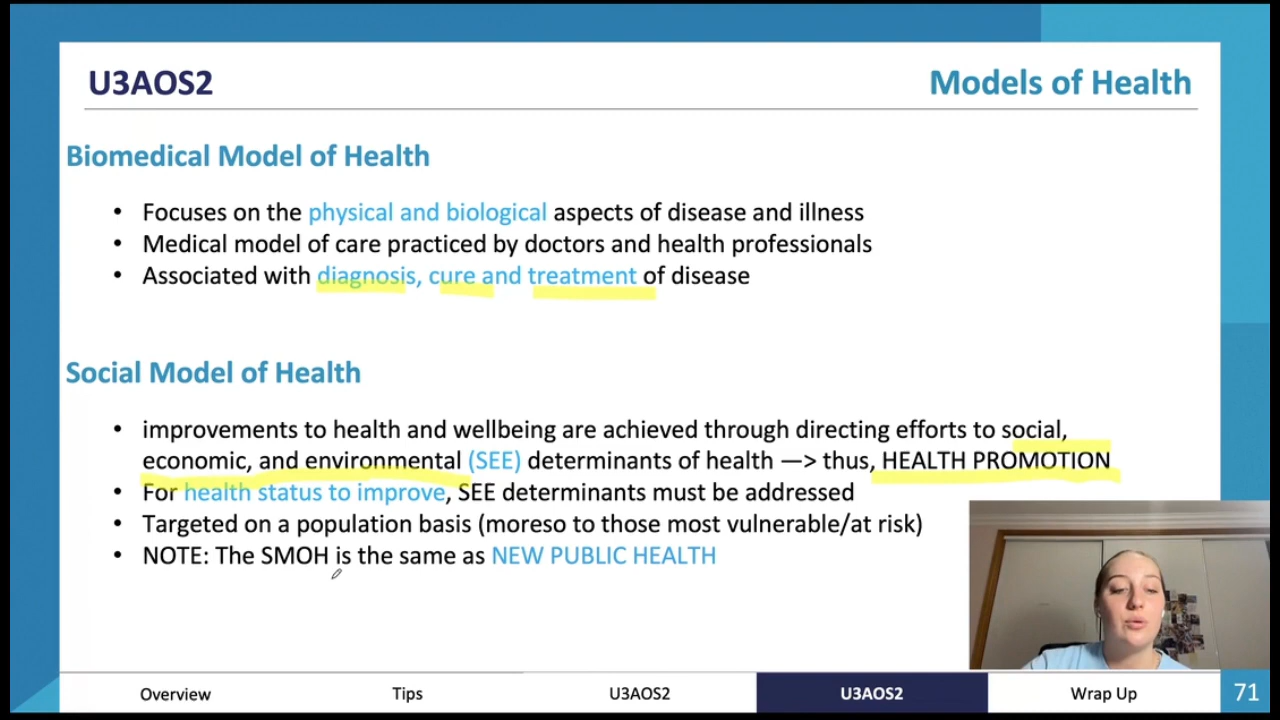 U3AOS2
Models of Health
Biomedical Model of Health
• Focuses on the physical and biological aspects of disease and illness
• Medical model of care practiced by doctors and health professionals
• Associated with diagnosis, cure and treatment of disease
Social Model of Health
• improvements to health and wellbeing are achieved through directing efforts to social,
economic, and environmental (SEE) determinants of health —> thus, HEALTH PROMOTION
• For health status to improve, SEE determinants must be addressed
• Targeted on a population basis (moreso to those most vulnerable/at risk)
• NOTE: The SMOH is the same as NEW PUBLIC HEALTH
Overview Tips U3AOS2 U3AOS2 Wrap Up 71